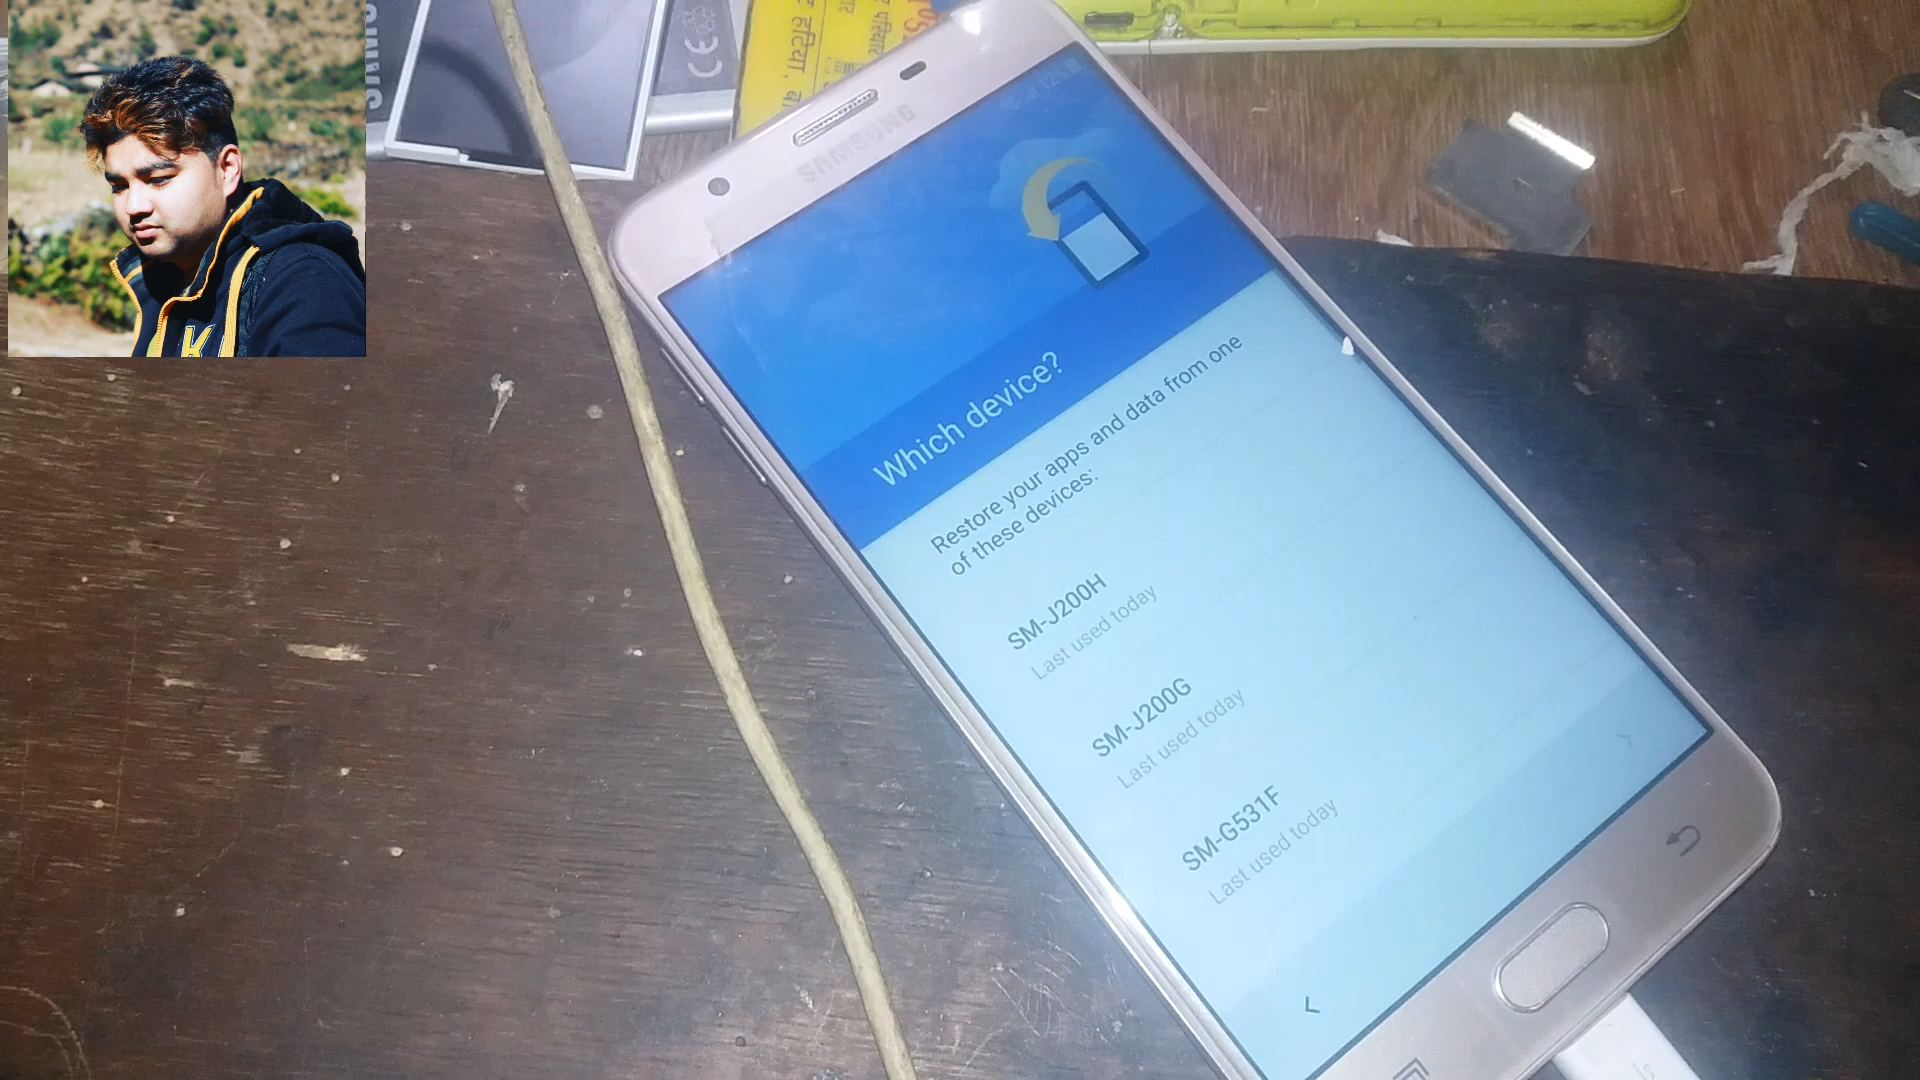 SAMSUNG
Which device?
Restore your apps and data from one
of these devices:
SM-J200H
Last used today
SM-J200G
Last used today
SM-G531F
Last used today